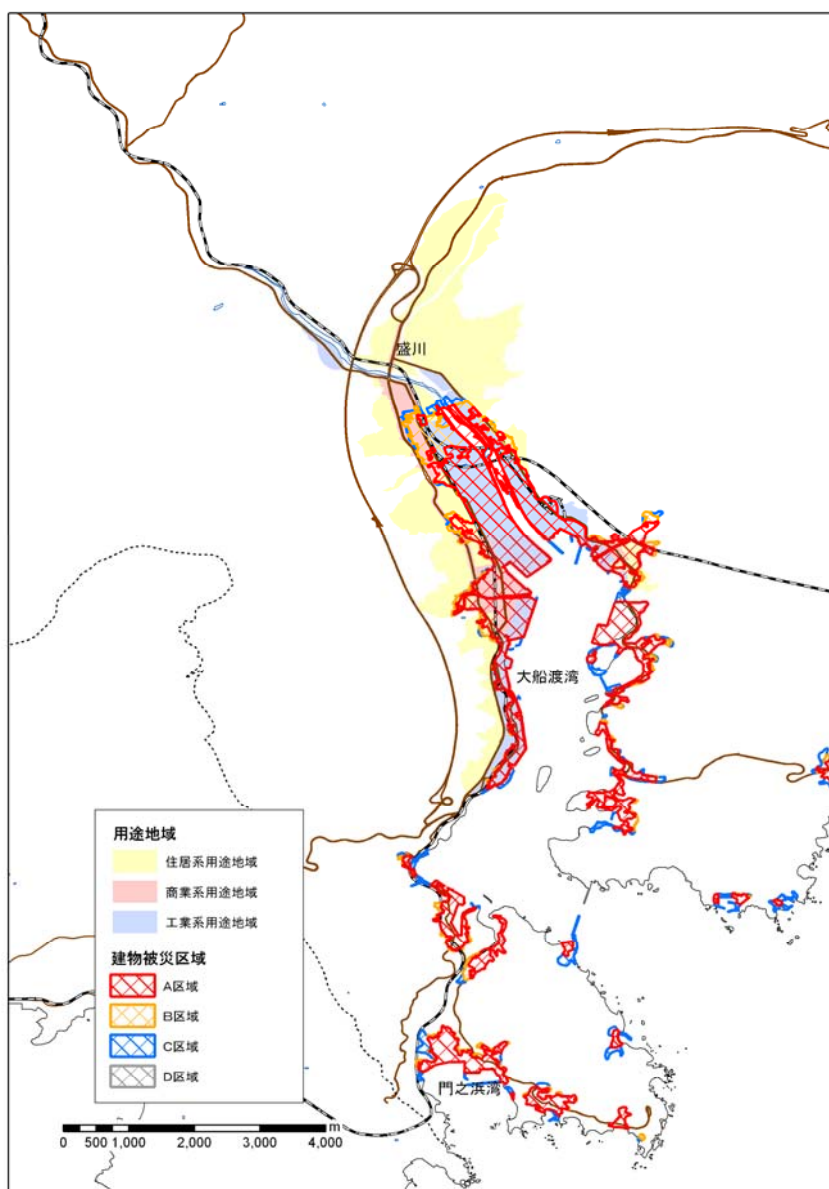 盛川
大船渡湾
用途地域
住居系用途地域
商業系用途地域
工業系用途地域
建物被災区域
A区域
B区域
C区域
D区域
門之浜湾
m
0 500 1,000 2,000 3,000 4,000